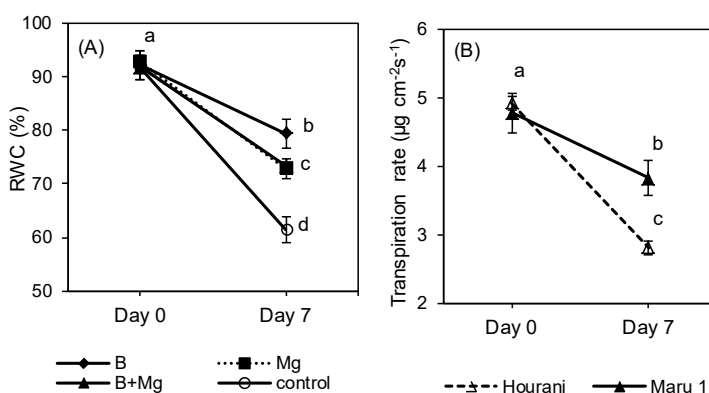 100
90
80
70
60
50
RWC (%)
(A)
a
b
c
d
Day 0
Day 7
B
Mg
B+Mg
control
6
5
4
3
2
Transpiration rate (µg cm⁻²s⁻¹)
(B)
a
b
c
Day 0
Day 7
Hourani
Maru 1